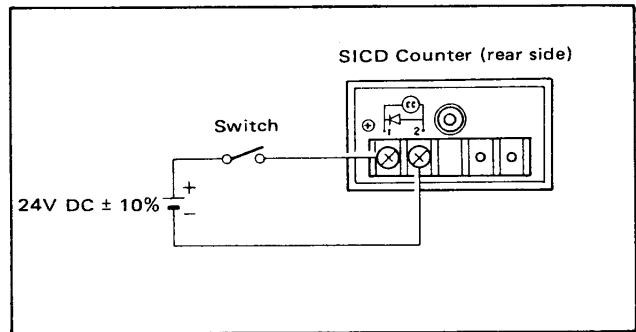 SICD Counter (rear side)
CC
⊕ 1 2
Switch
+
24V DC ± 10%
−